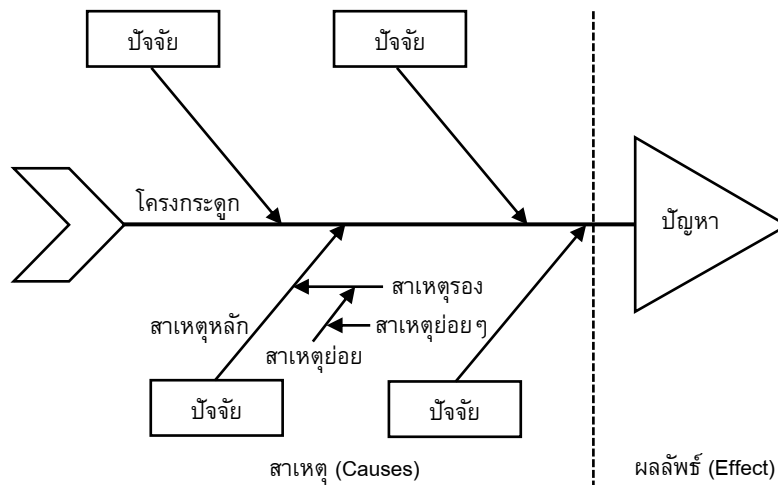 ปัจจัย
ปัจจัย
โครงกระดูก
ปัญหา
สาเหตุรอง
สาเหตุหลัก
สาเหตุย่อยๆ
สาเหตุย่อย
ปัจจัย
ปัจจัย
สาเหตุ (Causes)
ผลลัพธ์ (Effect)